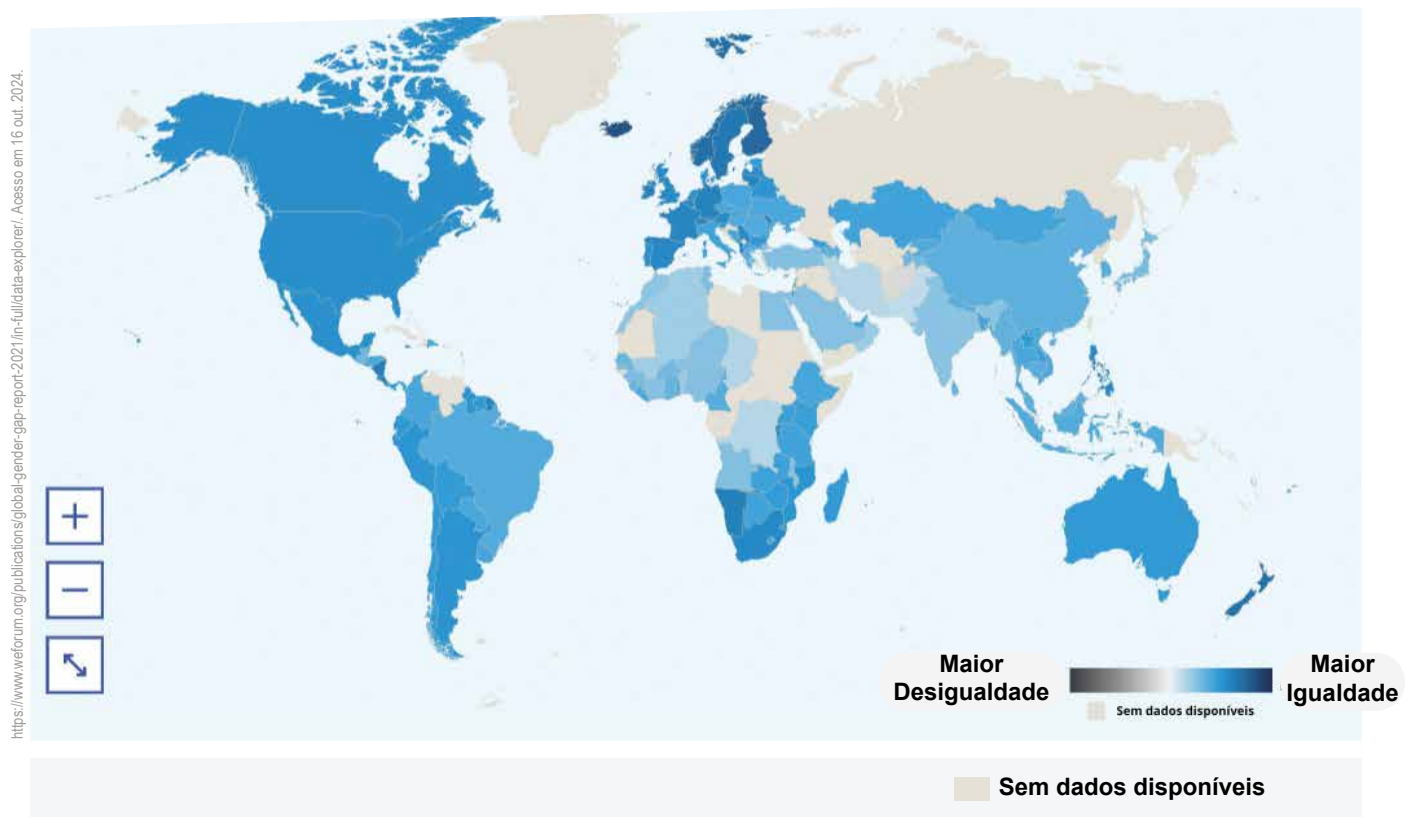 https://www.weforum.org/publications/global-gender-gap-report-2021/in-full/data-explorer/. Acesso em 16 out. 2024.
+
−
Maior
Desigualdade
Maior
Igualdade
Sem dados disponíveis
Sem dados disponíveis